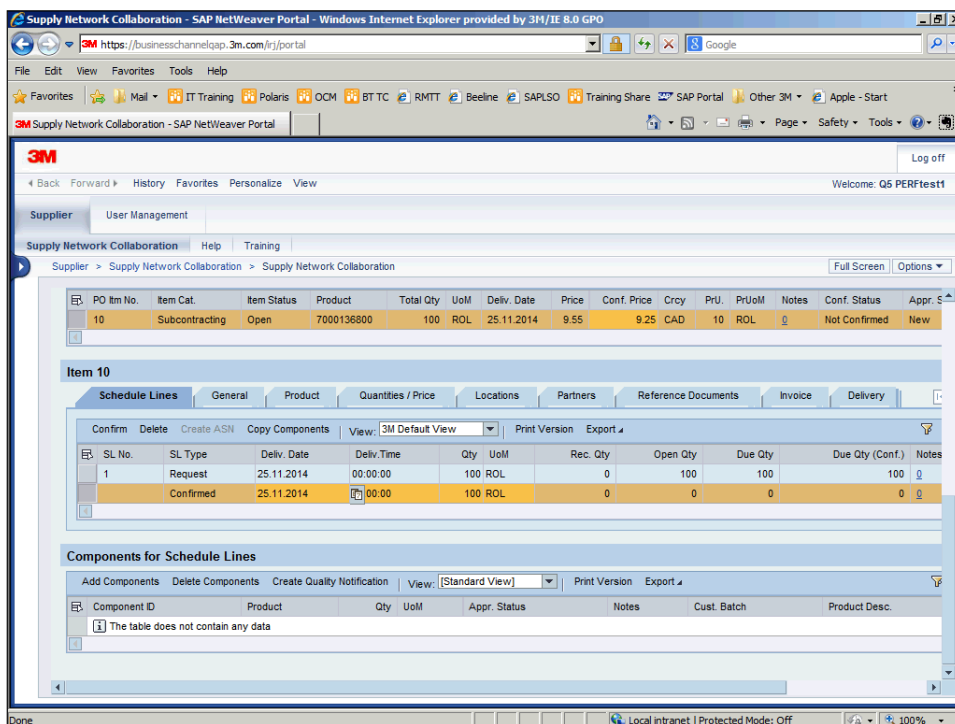 Supply Network Collaboration - SAP NetWeaver Portal - Windows Internet Explorer provided by 3M/IE 8.0 GPO
3M https://businesschannelqap.3m.com/irj/portal Google
File Edit View Favorites Tools Help
Favorites Mail IT Training Polaris OCM BT TC RMTT Beeline SAPLSO Training Share SAP Portal Other 3M Apple - Start
3M Supply Network Collaboration - SAP NetWeaver Portal Page Safety Tools
3M Log off
Back Forward History Favorites Personalize View Welcome: Q5 PERFtest1
Supplier User Management
Supply Network Collaboration Help Training
Supplier > Supply Network Collaboration > Supply Network Collaboration Full Screen Options
PO Itm No. Item Cat. Item Status Product Total Qty UoM Deliv. Date Price Conf. Price Crcy PrU. PrUoM Notes Conf. Status Appr. S
10 Subcontracting Open 7000136800 100 ROL 25.11.2014 9.55 9.25 CAD 10 ROL 0 Not Confirmed New
Item 10
Schedule Lines General Product Quantities / Price Locations Partners Reference Documents Invoice Delivery
Confirm Delete Create ASN Copy Components View: 3M Default View Print Version Export
SL No. SL Type Deliv. Date Deliv.Time Qty UoM Rec. Qty Open Qty Due Qty Due Qty (Conf.) Notes
1 Request 25.11.2014 00:00:00 100 ROL 0 100 100 100 0
Confirmed 25.11.2014 00:00 100 ROL 0 0 0 0 0
Components for Schedule Lines
Add Components Delete Components Create Quality Notification View: [Standard View] Print Version Export
Component ID Product Qty UoM Appr. Status Notes Cust. Batch Product Desc.
The table does not contain any data
Done Local intranet | Protected Mode: Off 100%